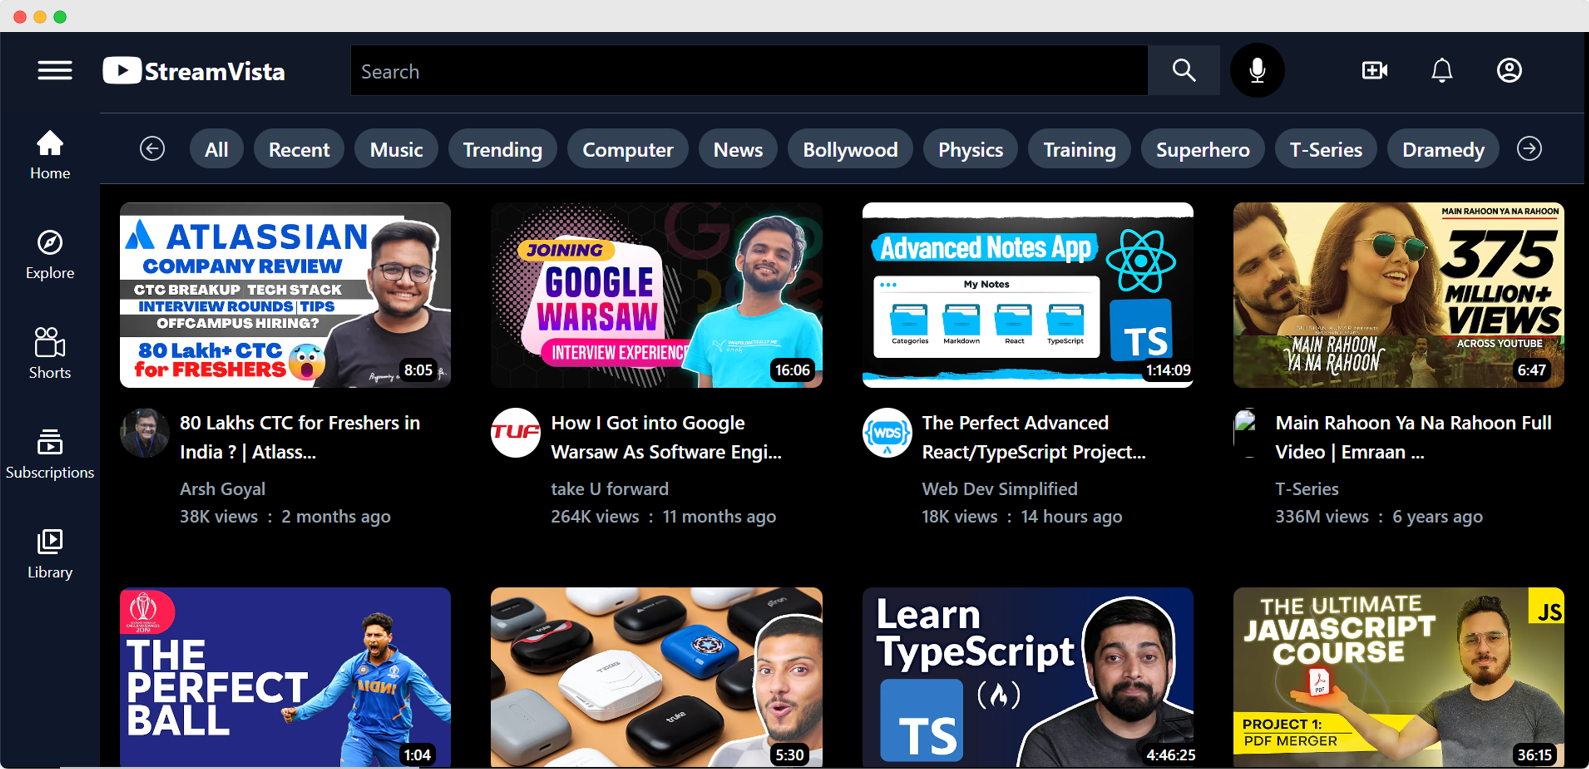 StreamVista
Search
All
Recent
Music
Trending
Computer
News
Bollywood
Physics
Training
Superhero
T-Series
Dramedy
Home
Explore
Shorts
Subscriptions
Library
ATLASSIAN
COMPANY REVIEW
CTC BREAKUP TECH STACK
INTERVIEW ROUNDS| TIPS
OFFCAMPUS HIRING?
80 Lakh+ CTC
for FRESHERS
8:05
80 Lakhs CTC for Freshers in
India ? | Atlass...
Arsh Goyal
38K views : 2 months ago
JOINING
GOOGLE
WARSAW
INTERVIEW EXPERIENC
16:06
TUF
How I Got into Google
Warsaw As Software Engi...
take U forward
264K views : 11 months ago
Advanced Notes App
My Notes
Categories
Markdown
React
TypeScript
TS
1:14:09
WDS
The Perfect Advanced
React/TypeScript Project...
Web Dev Simplified
18K views : 14 hours ago
MAIN RAHOON YA NA RAHOON
375
MILLION+
VIEWS
ACROSS YOUTUBE
MAIN RAHOON
YA NA RAHOON
6:47
Main Rahoon Ya Na Rahoon Full
Video | Emraan ...
T-Series
336M views : 6 years ago
2019
THE
PERFECT
BALL
INDIA
1:04
truke
5:30
Learn
TypeScript
TS
4:46:25
THE ULTIMATE
JAVASCRIPT
COURSE
JS
PDF
PROJECT 1:
PDF MERGER
36:15